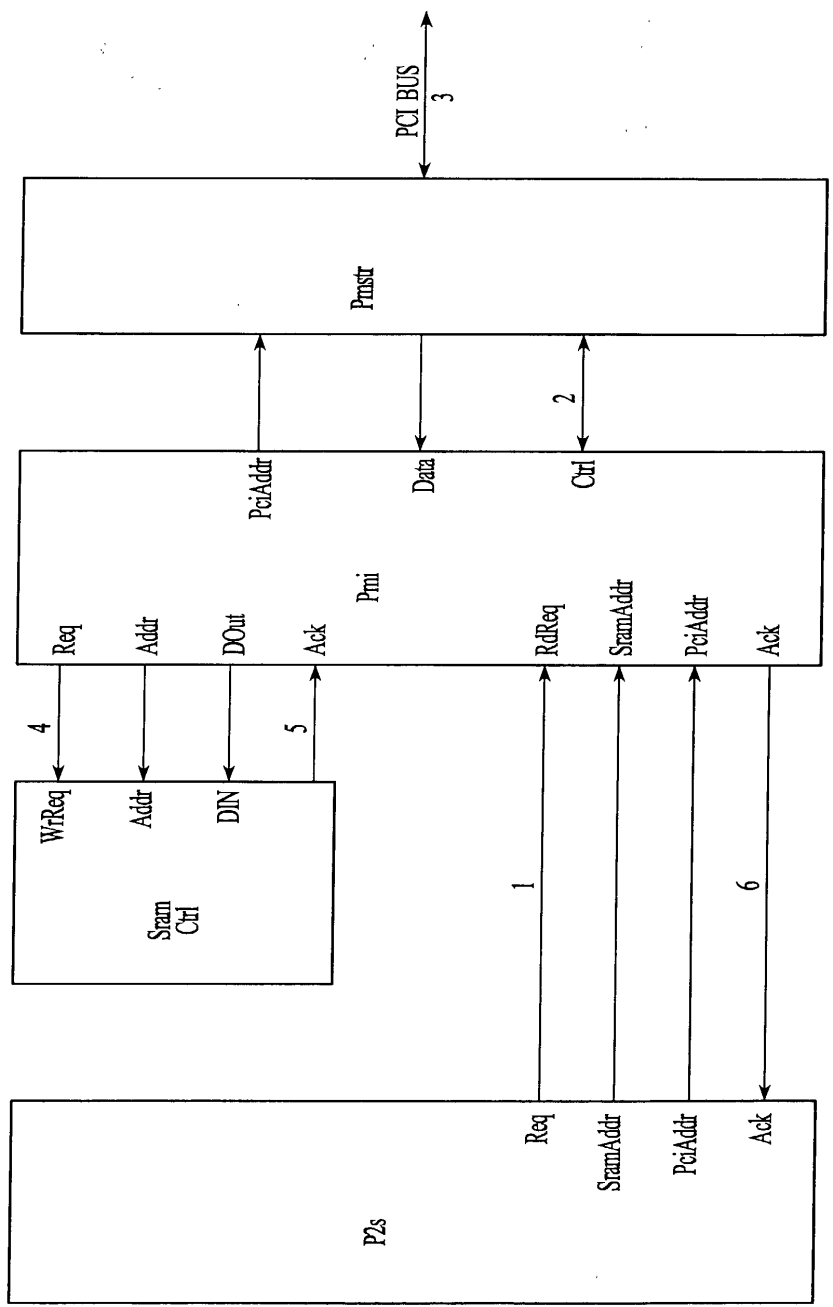 PCI BUS
3
Pmstr
2
PciAddr
Data
Ctrl
Pmi
Req
Addr
DOut
Ack
RdReq
SramAddr
PciAddr
Ack
4
5
WrReq
Addr
DIN
Sram
Ctrl
1
6
Req
SramAddr
PciAddr
Ack
P2s